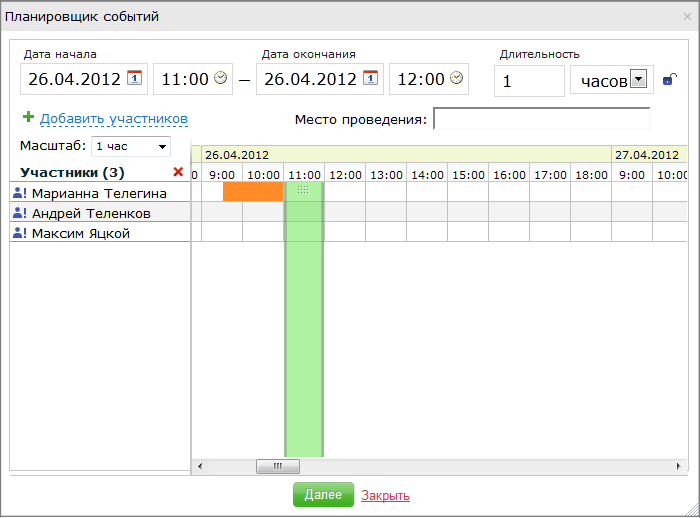 Планировщик событий
Дата начала Дата окончания Длительность
26.04.2012 11:00 – 26.04.2012 12:00 1 часов
Добавить участников Место проведения:
Масштаб: 1 час
26.04.2012 27.04.2012
Участники (3) 0 9:00 10:00 11:00 12:00 13:00 14:00 15:00 16:00 17:00 18:00 9:00 10:00
Марианна Телегина
Андрей Теленков
Максим Яцкой
Далее Закрыть